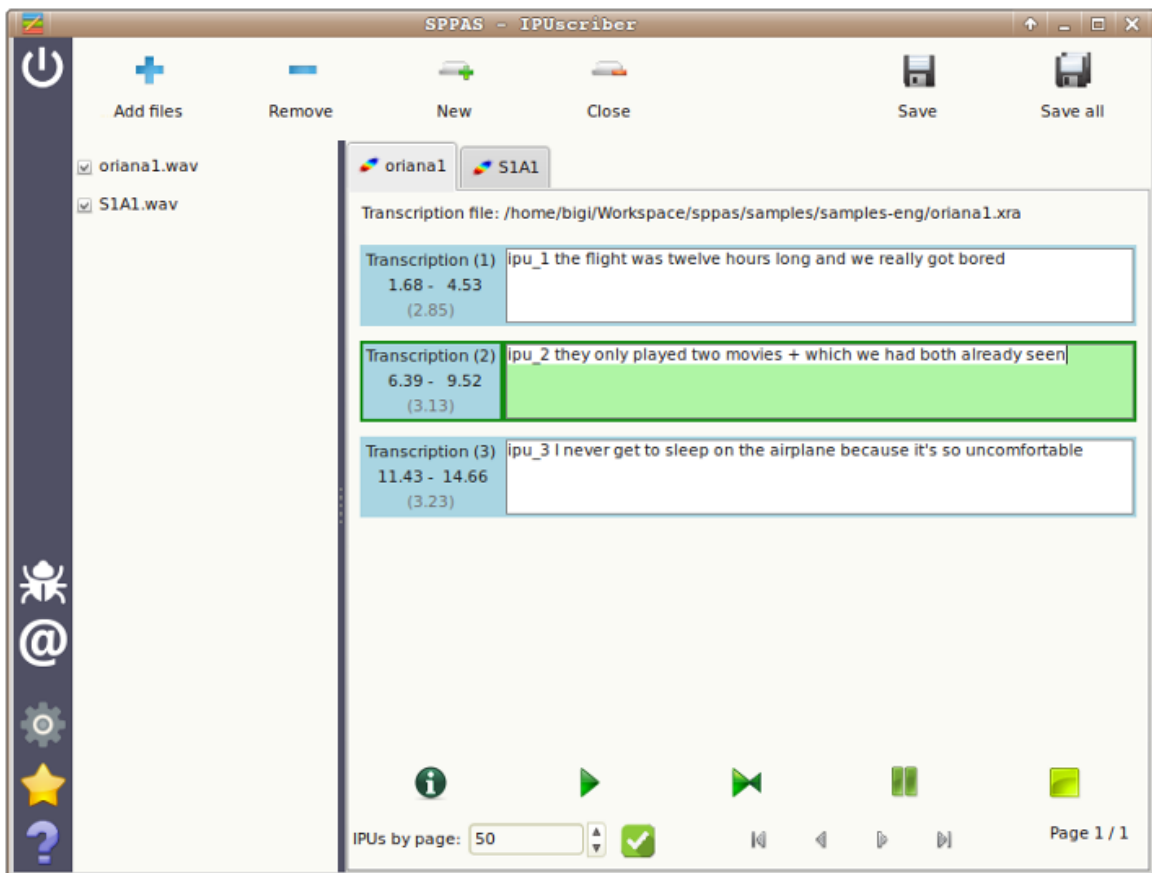 SPPAS - IPUscriber
Add files
Remove
New
Close
Save
Save all
oriana1.wav
S1A1.wav
oriana1
S1A1
Transcription file: /home/bigi/Workspace/sppas/samples/samples-eng/oriana1.xra
Transcription (1)
1.68 - 4.53
(2.85)
ipu_1 the flight was twelve hours long and we really got bored
Transcription (2)
6.39 - 9.52
(3.13)
ipu_2 they only played two movies + which we had both already seen
Transcription (3)
11.43 - 14.66
(3.23)
ipu_3 I never get to sleep on the airplane because it's so uncomfortable
@
?
IPUs by page: 50
Page 1 / 1